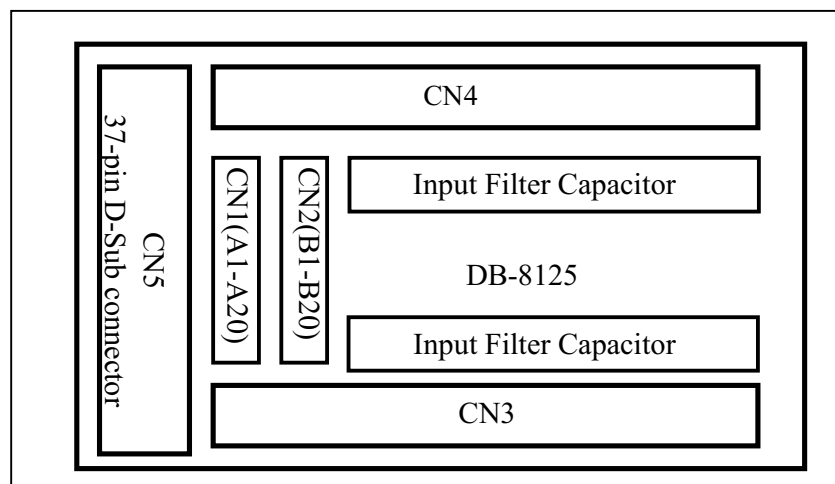 CN4
CN5
37-pin D-Sub connector
CN1(A1-A20)
CN2(B1-B20)
Input Filter Capacitor
DB-8125
Input Filter Capacitor
CN3